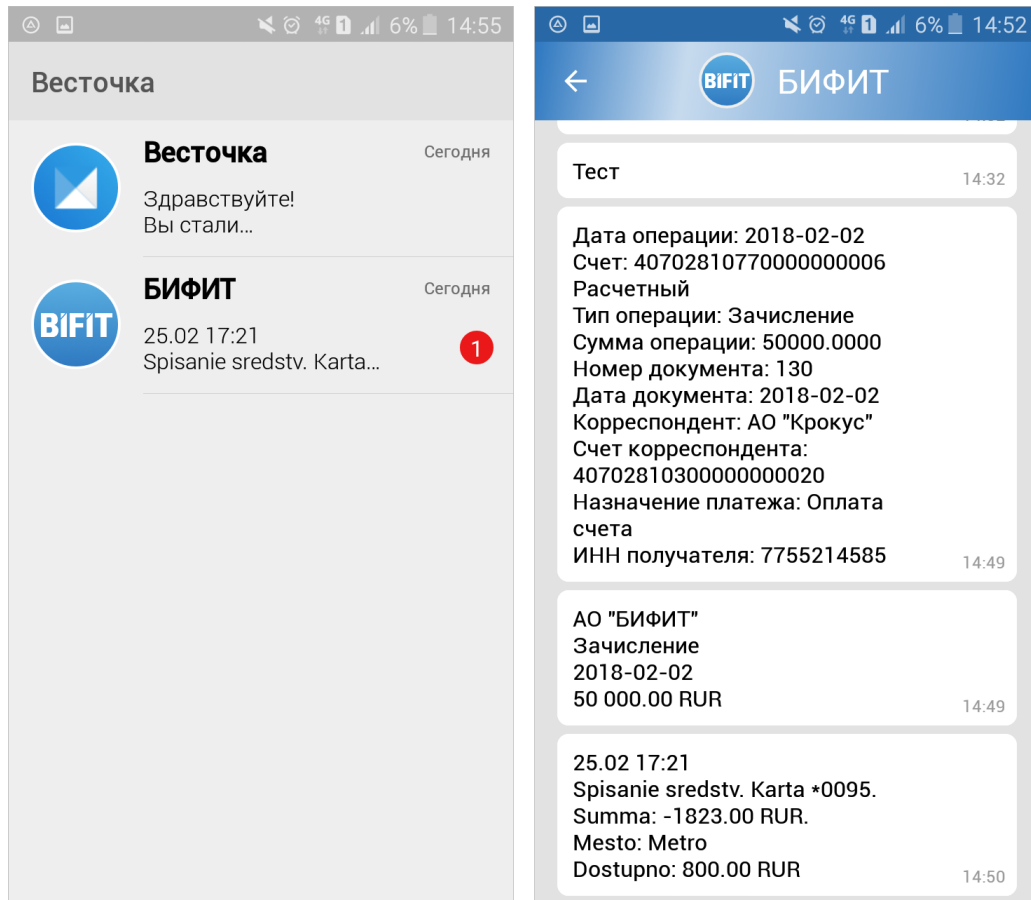 4G 1 6% 14:55
Весточка
Весточка Сегодня
Здравствуйте!
Вы стали...
BIFIT
БИФИТ Сегодня
25.02 17:21
Spisanie sredstv. Karta...
1
4G 1 6% 14:52
BIFIT БИФИТ
Тест
14:32
Дата операции: 2018-02-02
Счет: 40702810770000000006
Расчетный
Тип операции: Зачисление
Сумма операции: 50000.0000
Номер документа: 130
Дата документа: 2018-02-02
Корреспондент: АО "Крокус"
Счет корреспондента:
40702810300000000020
Назначение платежа: Оплата
счета
ИНН получателя: 7755214585
14:49
АО "БИФИТ"
Зачисление
2018-02-02
50 000.00 RUR
14:49
25.02 17:21
Spisanie sredstv. Karta *0095.
Summa: -1823.00 RUR.
Mesto: Metro
Dostupno: 800.00 RUR
14:50